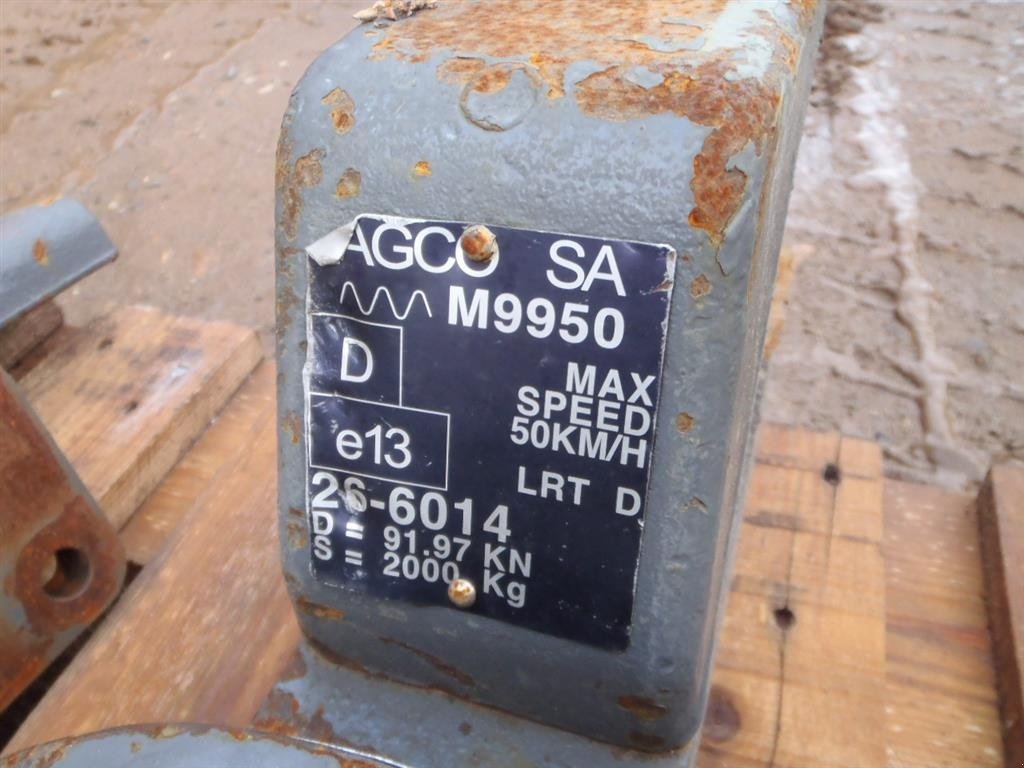 AGCO SA
M9950
D
MAX
SPEED
50KM/H
e13
LRT D
26-6014
D = 91.97 KN
S = 2000 Kg